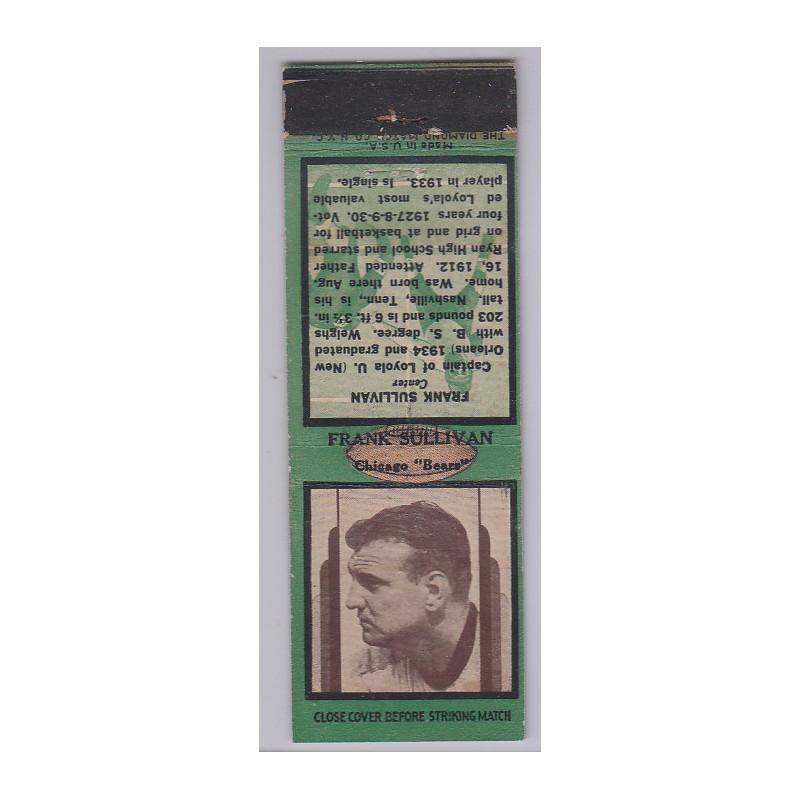 FRANK SULLIVAN
Chicago "Bears"
CLOSE COVER BEFORE STRIKING MATCH
FRANK SULLIVAN
Center
Captain of Loyola U. (New
Orleans) 1934 and graduated
with B. S. degree. Weighs
203 pounds and is 6 ft. 3½ in.
tall. Nashville, Tenn., is his
home. Was born there Aug.
16, 1912. Attended Father
Ryan High School and starred
on grid and at basketball for
four years 1927-8-9-30. Vot-
ed Loyola's most valuable
player in 1933. Is single.
Made in U.S.A.
THE DIAMOND MATCH CO. N.Y.C.